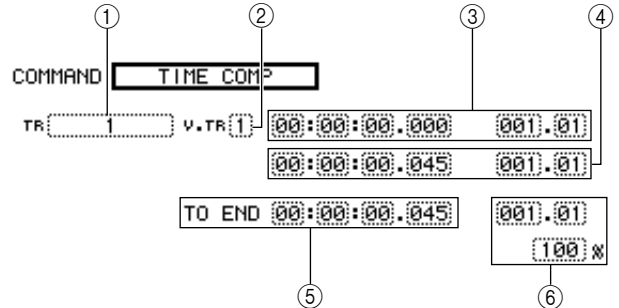 ① ② ③ ④
COMMAND TIME COMP
TR 1 V.TR 1 00:00:00.000 001.01
00:00:00.045 001.01
TO END 00:00:00.045 001.01
100 %
⑤ ⑥